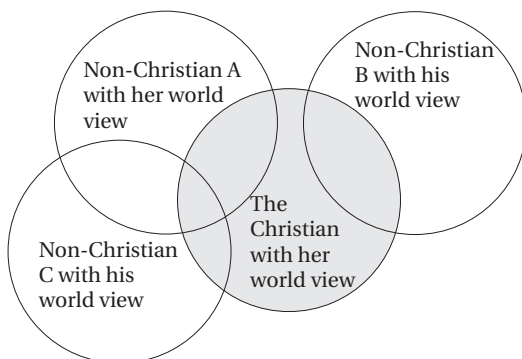 Non-Christian A
with her world
view
Non-Christian
B with his
world view
The
Christian
with her
world view
Non-Christian
C with his
world view